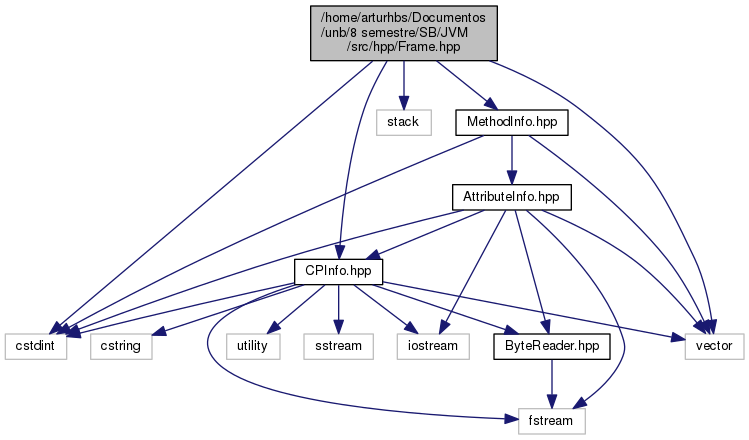 /home/arturhbs/Documentos
/unb/8 semestre/SB/JVM
/src/hpp/Frame.hpp
stack
MethodInfo.hpp
AttributeInfo.hpp
CPInfo.hpp
cstdint
cstring
utility
sstream
iostream
ByteReader.hpp
vector
fstream